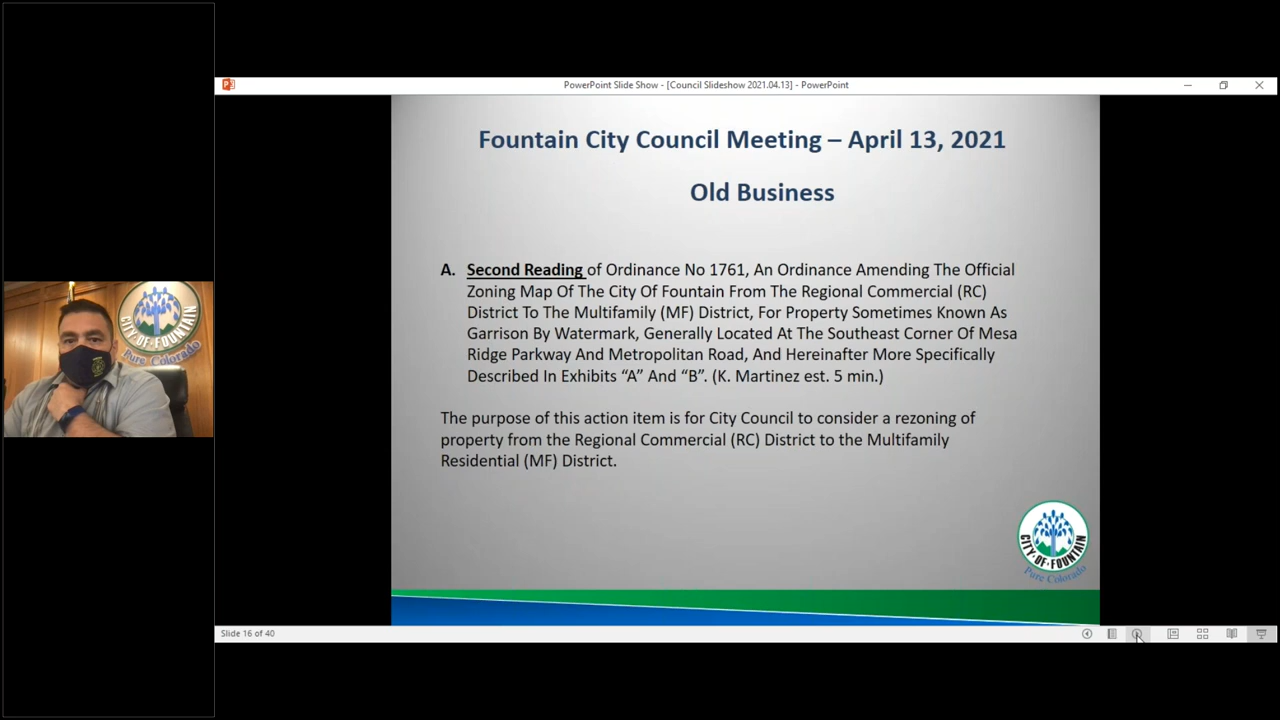 PowerPoint Slide Show - [Council Slideshow 2021.04.13] - PowerPoint
Fountain City Council Meeting – April 13, 2021
Old Business
A. Second Reading of Ordinance No 1761, An Ordinance Amending The Official
Zoning Map Of The City Of Fountain From The Regional Commercial (RC)
District To The Multifamily (MF) District, For Property Sometimes Known As
Garrison By Watermark, Generally Located At The Southeast Corner Of Mesa
Ridge Parkway And Metropolitan Road, And Hereinafter More Specifically
Described In Exhibits “A” And “B”. (K. Martinez est. 5 min.)
The purpose of this action item is for City Council to consider a rezoning of
property from the Regional Commercial (RC) District to the Multifamily
Residential (MF) District.
CITY·OF·FOUNTAIN
Pure Colorado
CITY·OF·FOUNTAIN
Pure Colorado
Slide 16 of 40